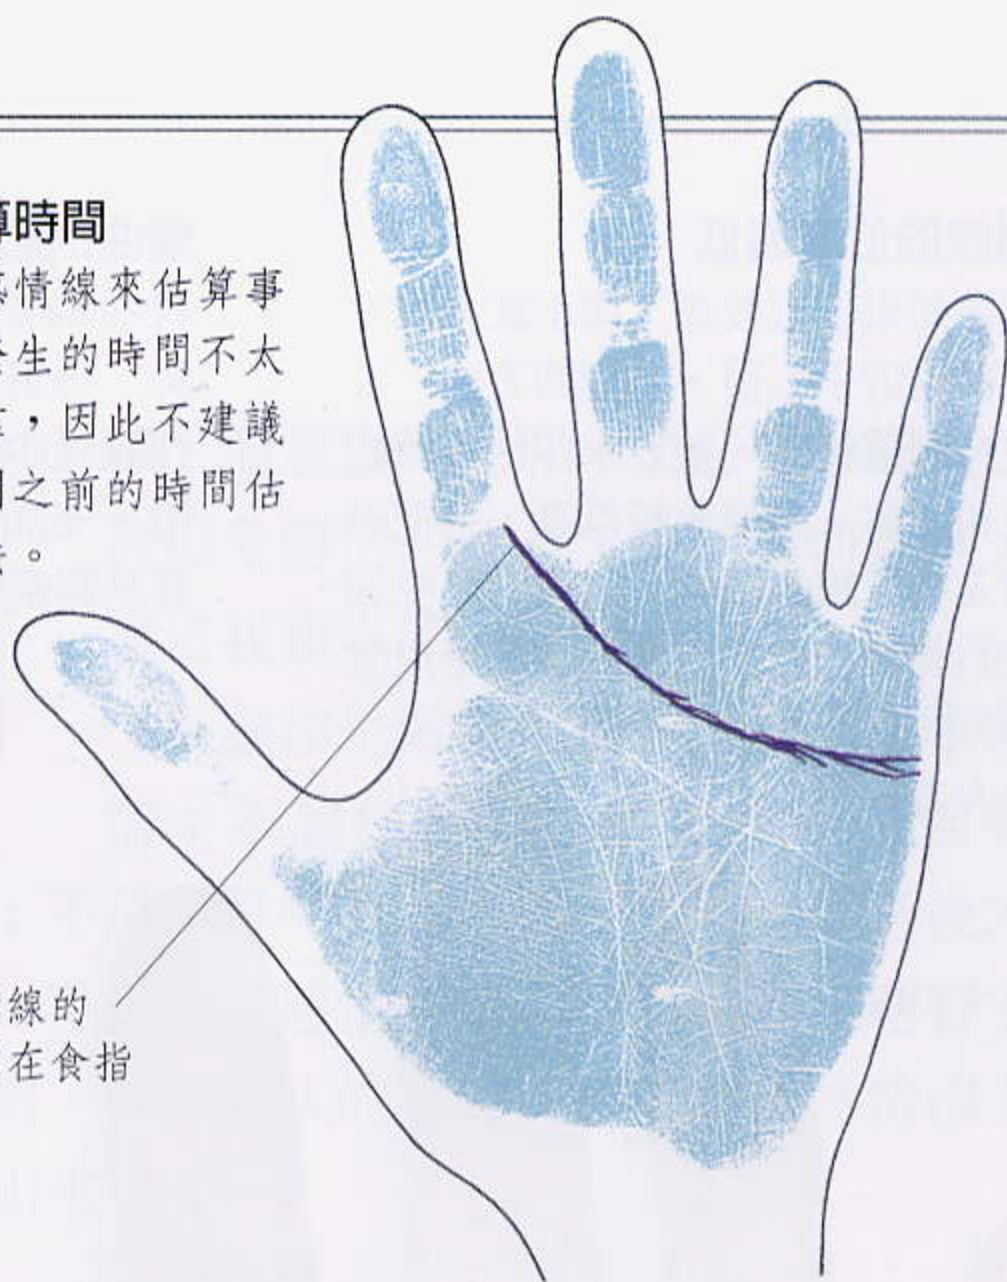 時間
情線來估算事
生的時間不太
,因此不建議
之前的時間估
。
線的
在食指